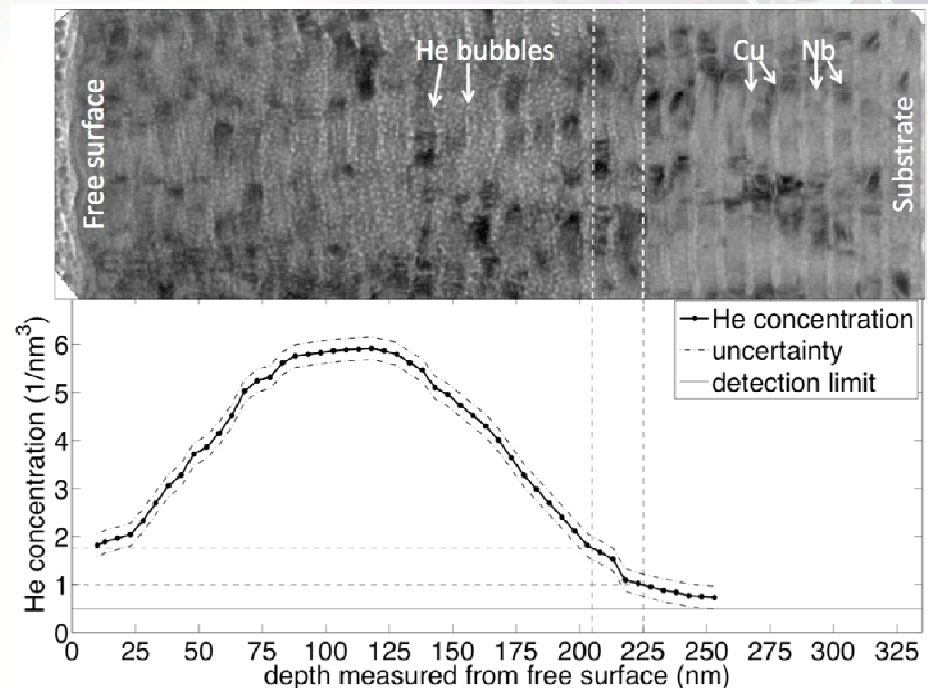 He bubbles
Cu
Nb
Free surface
Substrate
He concentration
uncertainty
detection limit
He concentration (1/nm³)
6
5
4
3
2
1
0
0 25 50 75 100 125 150 175 200 225 250 275 300 325
depth measured from free surface (nm)